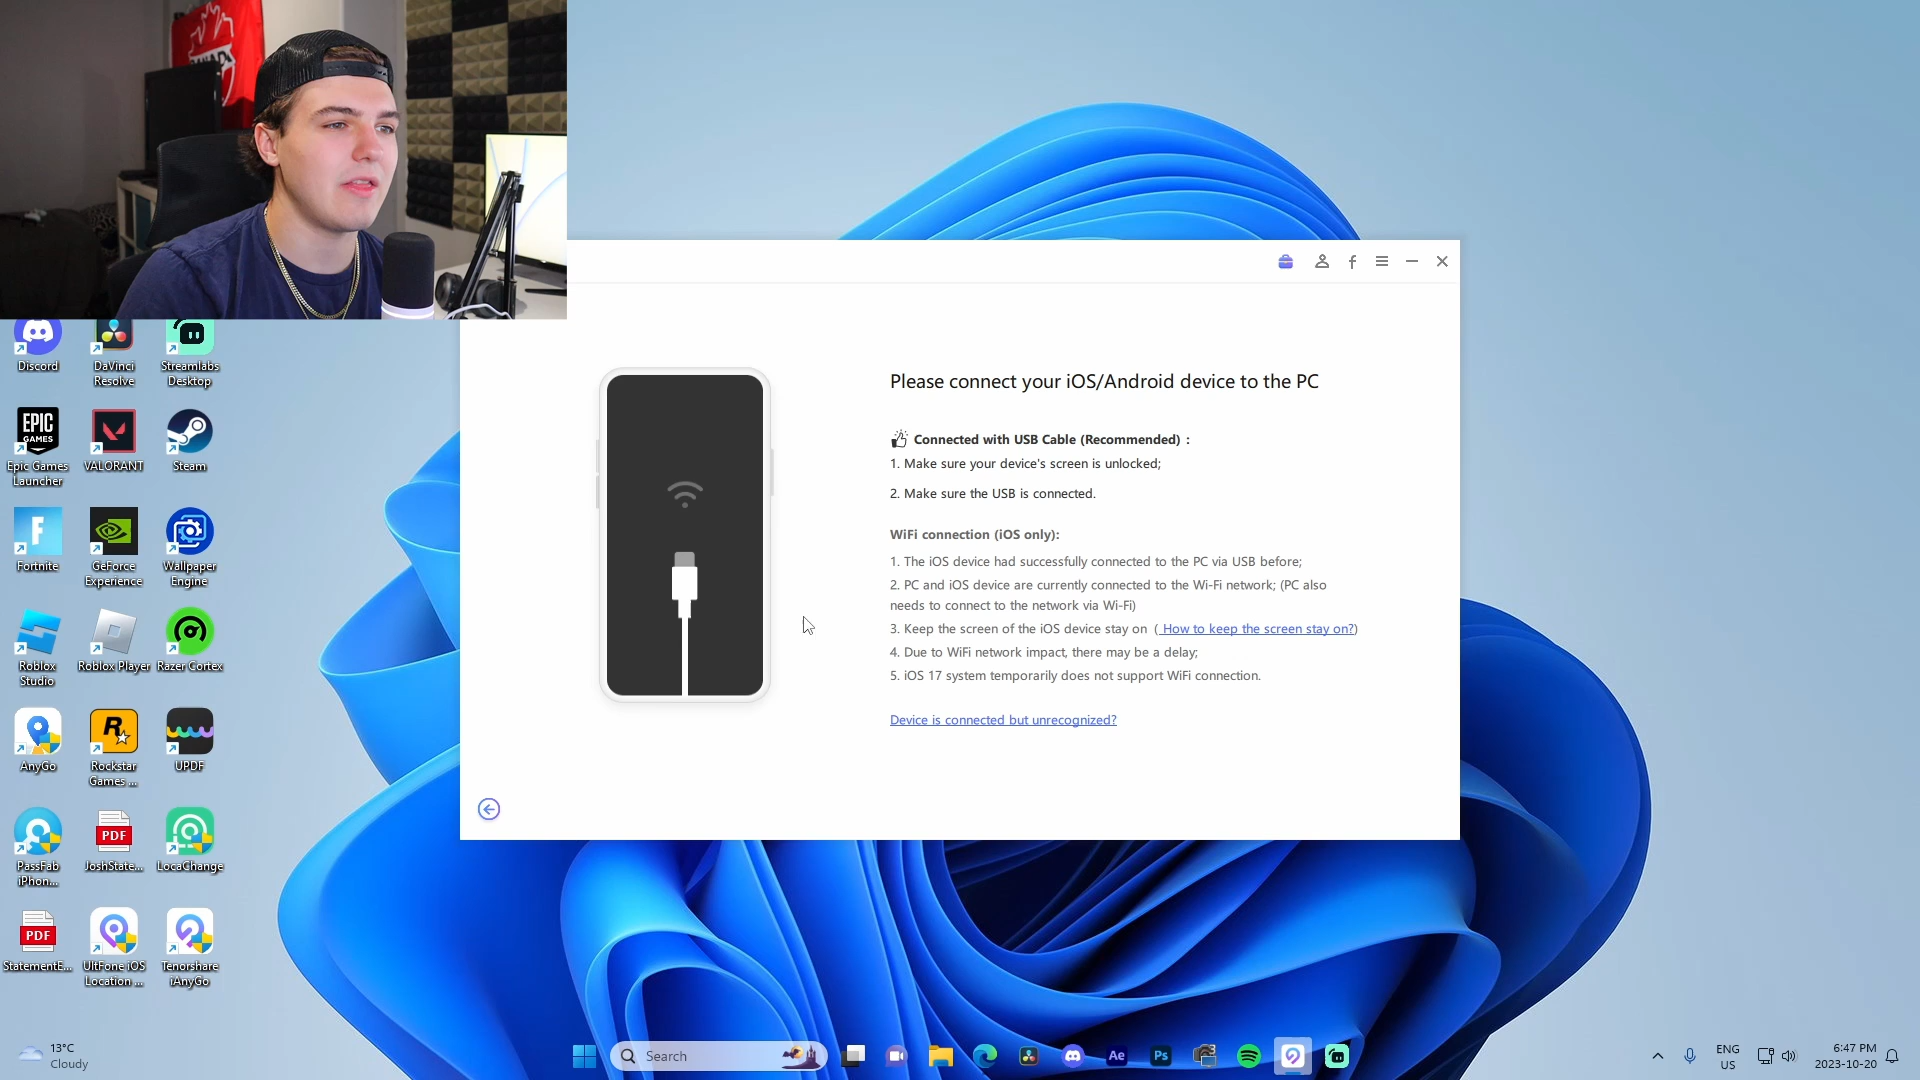 Please connect your iOS/Android device to the PC
Connected with USB Cable (Recommended) :
1. Make sure your device's screen is unlocked;
2. Make sure the USB is connected.
WiFi connection (iOS only):
1. The iOS device had successfully connected to the PC via USB before;
2. PC and iOS device are currently connected to the Wi-Fi network; (PC also
needs to connect to the network via Wi-Fi)
3. Keep the screen of the iOS device stay on ( How to keep the screen stay on?)
4. Due to WiFi network impact, there may be a delay;
5. iOS 17 system temporarily does not support WiFi connection.
Device is connected but unrecognized?
Discord
DaVinci
Resolve
Streamlabs
Desktop
EPIC
GAMES
Epic Games
Launcher
VALORANT
Steam
Fortnite
GeForce
Experience
Wallpaper
Engine
Roblox
Studio
Roblox Player
Razer Cortex
AnyGo
Rockstar
Games ...
UPDF
PassFab
iPhon...
PDF
JoshState...
LocaChange
PDF
StatementE...
UltFone iOS
Location ...
Tenorshare
iAnyGo
13°C
Cloudy
Search
Ae
Ps
ENG
US
6:47 PM
2023-10-20